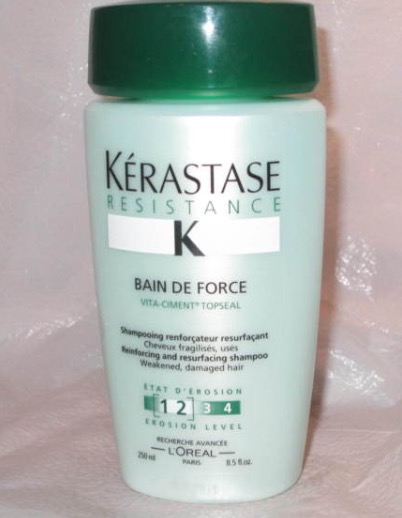 KÉRASTASE
RESISTANCE
K
BAIN DE FORCE
VITA-CIMENT® TOPSEAL
Shampooing renforçateur resurfaçant
Cheveux fragilisés, usés
Reinforcing and resurfacing shampoo
Weakened, damaged hair
ÉTAT D'ÉROSION
[1 2] 3 4
EROSION LEVEL
RECHERCHE AVANCÉE
L'ORÉAL
PARIS
250 ml 8.5 fl.oz.